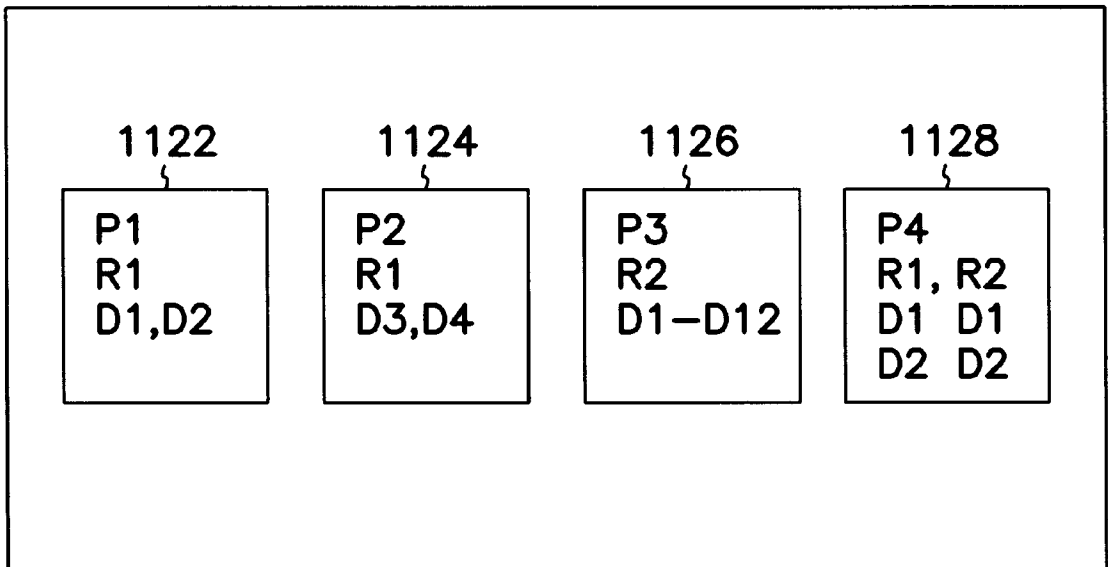 1122 1124 1126 1128
P1
R1
D1,D2
P2
R1
D3,D4
P3
R2
D1-D12
P4
R1, R2
D1 D1
D2 D2